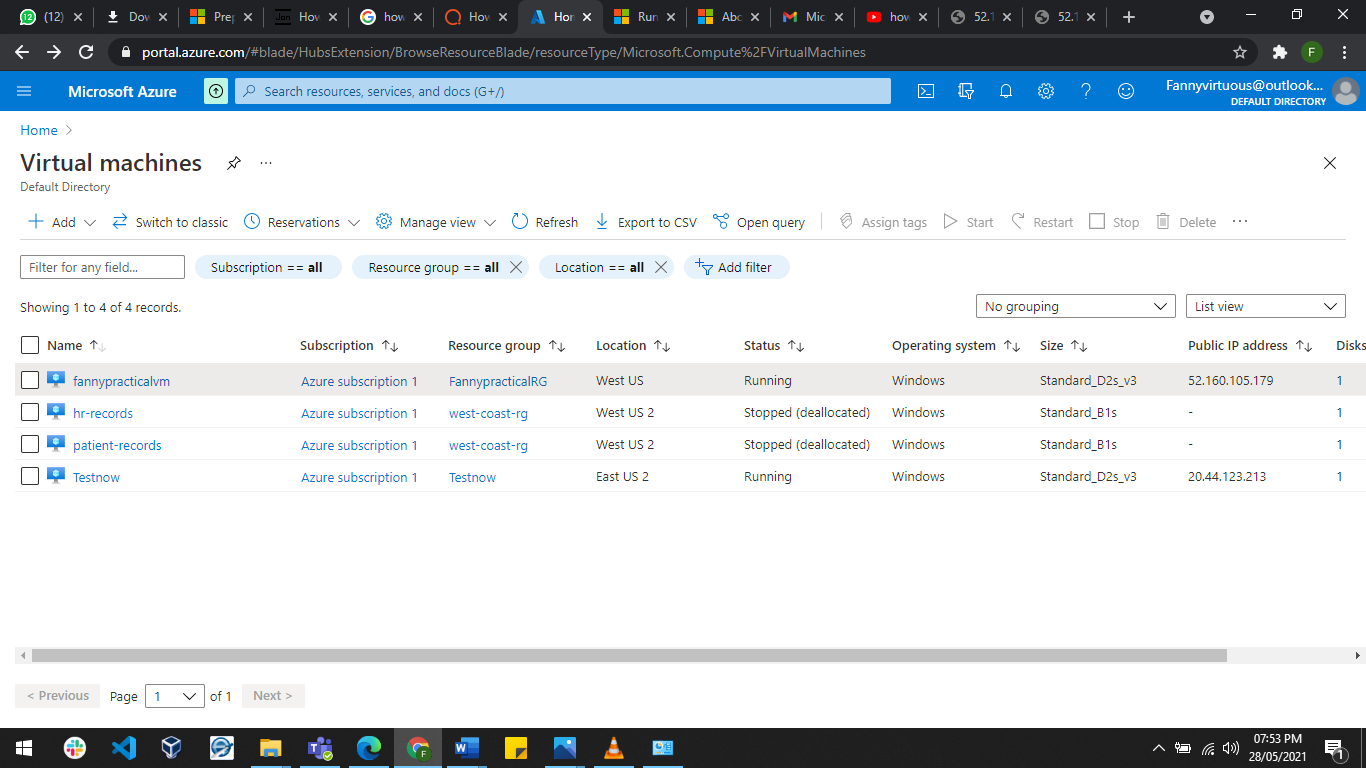 (12) Dow Prep Jan How how How Hor Run Abc Mic how 52.1 52.1
portal.azure.com/#blade/HubsExtension/BrowseResourceBlade/resourceType/Microsoft.Compute%2FVirtualMachines F
Microsoft Azure Search resources, services, and docs (G+/) Fannyvirtuous@outlook...
DEFAULT DIRECTORY
Home
Virtual machines ...
Default Directory
Add Switch to classic Reservations Manage view Refresh Export to CSV Open query Assign tags Start Restart Stop Delete ...
Filter for any field... Subscription == all Resource group == all Location == all Add filter
Showing 1 to 4 of 4 records. No grouping List view
Name Subscription Resource group Location Status Operating system Size Public IP address Disks
fannypracticalvm Azure subscription 1 FannypracticalRG West US Running Windows Standard_D2s_v3 52.160.105.179 1
hr-records Azure subscription 1 west-coast-rg West US 2 Stopped (deallocated) Windows Standard_B1s - 1
patient-records Azure subscription 1 west-coast-rg West US 2 Stopped (deallocated) Windows Standard_B1s - 1
Testnow Azure subscription 1 Testnow East US 2 Running Windows Standard_D2s_v3 20.44.123.213 1
< Previous Page 1 of 1 Next >
07:53 PM
28/05/2021 1